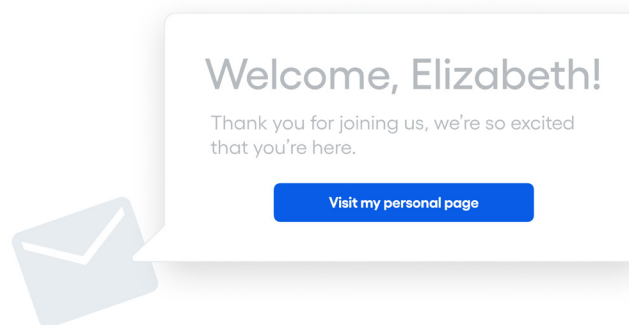 Welcome, Elizabeth!
Thank you for joining us, we’re so excited
that you’re here.
Visit my personal page